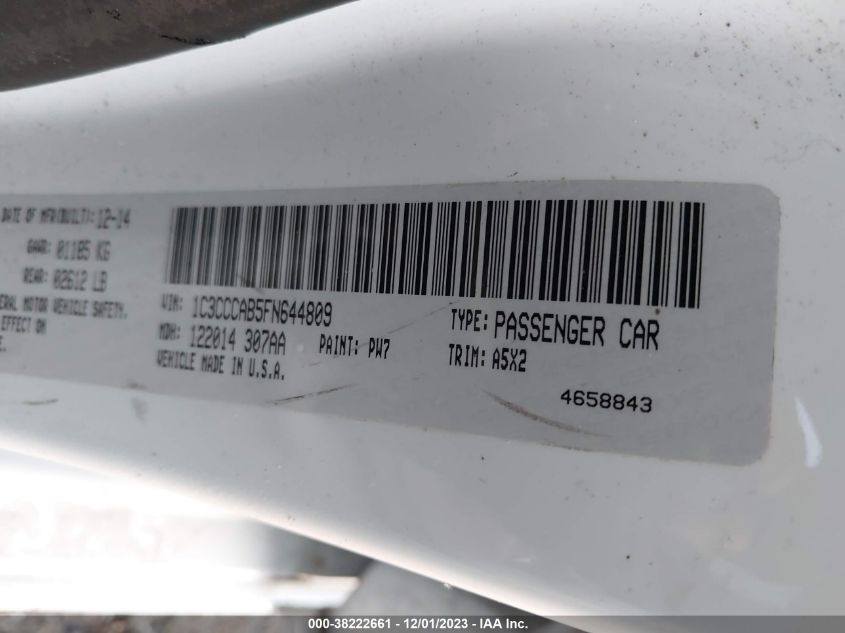 DATE OF MFR(BUILT): 12-14
GAWR: 01185 KG
REAR: 02612 LB
ERAL MOTOR VEHICLE SAFETY.
EFFECT ON
E.
VIN: 1C3CCCAB5FN644809
MDH: 122014 307AA
PAINT: PW7
VEHICLE MADE IN U.S.A.
TYPE: PASSENGER CAR
TRIM: A5X2
4658843
000-38222661 - 12/01/2023 - IAA Inc.